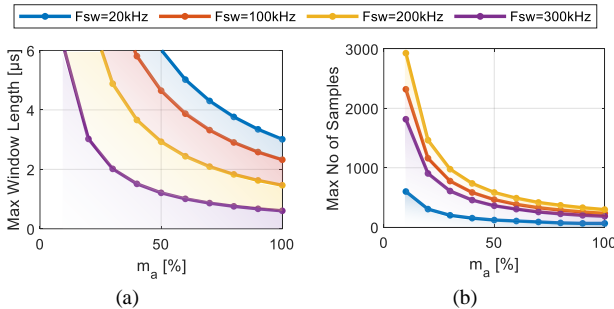 Fsw=20kHz Fsw=100kHz Fsw=200kHz Fsw=300kHz
Max Window Length [μs]
6
4
2
0
0 50 100
m_a [%]
(a)
Max No of Samples
3000
2000
1000
0
0 50 100
m_a [%]
(b)